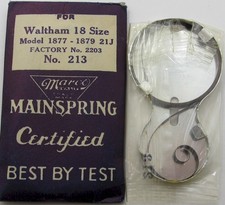 FOR
Waltham 18 Size
Model 1877 - 1879 21J
FACTORY No. 2203
No. 213
Marco
MAINSPRING
Certified
BEST BY TEST